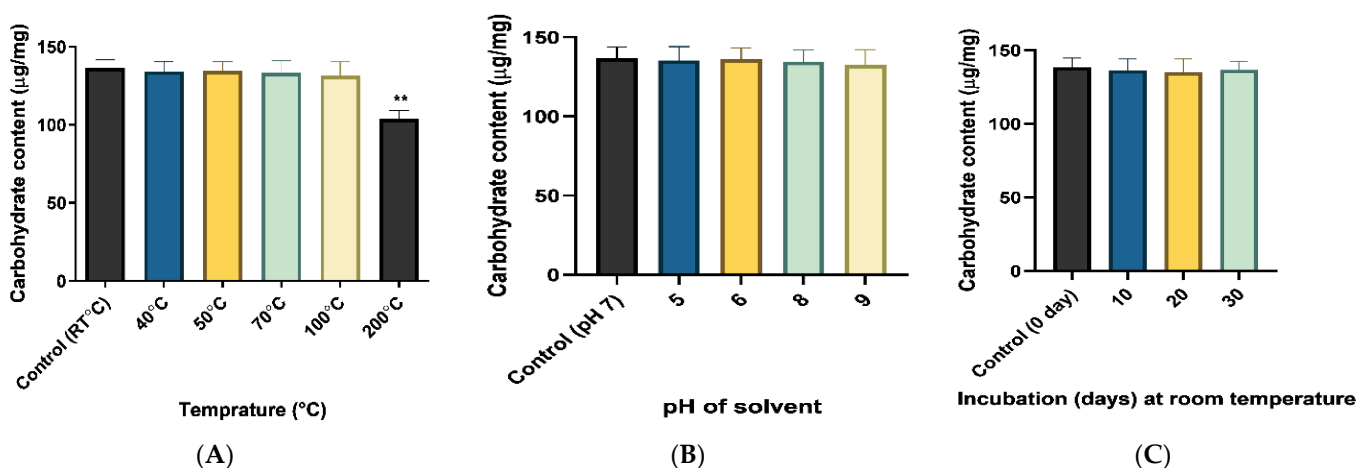 Carbohydrate content (µg/mg)
150
100
50
0
**
Control (RT°C)
40°C
50°C
70°C
100°C
200°C
Temprature (°C)
(A)
Carbohydrate content (µg/mg)
150
100
50
0
Control (pH 7)
5
6
8
9
pH of solvent
(B)
Carbohydrate content (µg/mg)
150
100
50
0
Control (0 day)
10
20
30
Incubation (days) at room temperature
(C)